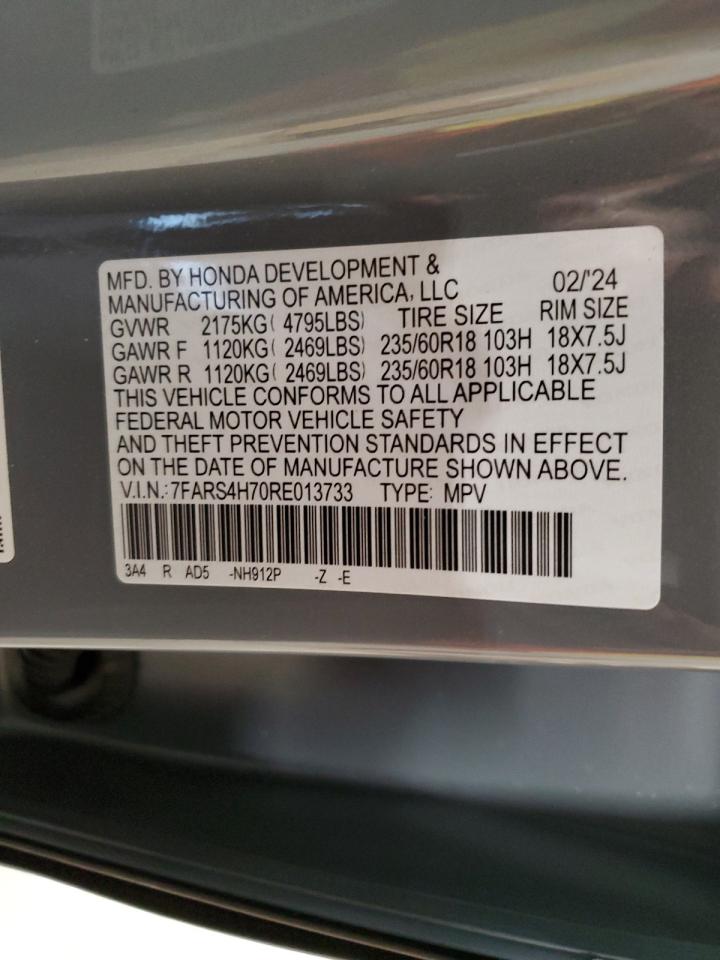 MFD. BY HONDA DEVELOPMENT &
MANUFACTURING OF AMERICA, LLC 02/'24
GVWR 2175KG( 4795LBS) TIRE SIZE RIM SIZE
GAWR F 1120KG( 2469LBS) 235/60R18 103H 18X7.5J
GAWR R 1120KG( 2469LBS) 235/60R18 103H 18X7.5J
THIS VEHICLE CONFORMS TO ALL APPLICABLE
FEDERAL MOTOR VEHICLE SAFETY
AND THEFT PREVENTION STANDARDS IN EFFECT
ON THE DATE OF MANUFACTURE SHOWN ABOVE.
V.I.N.:7FARS4H70RE013733 TYPE: MPV
3A4 R AD5 -NH912P -Z -E